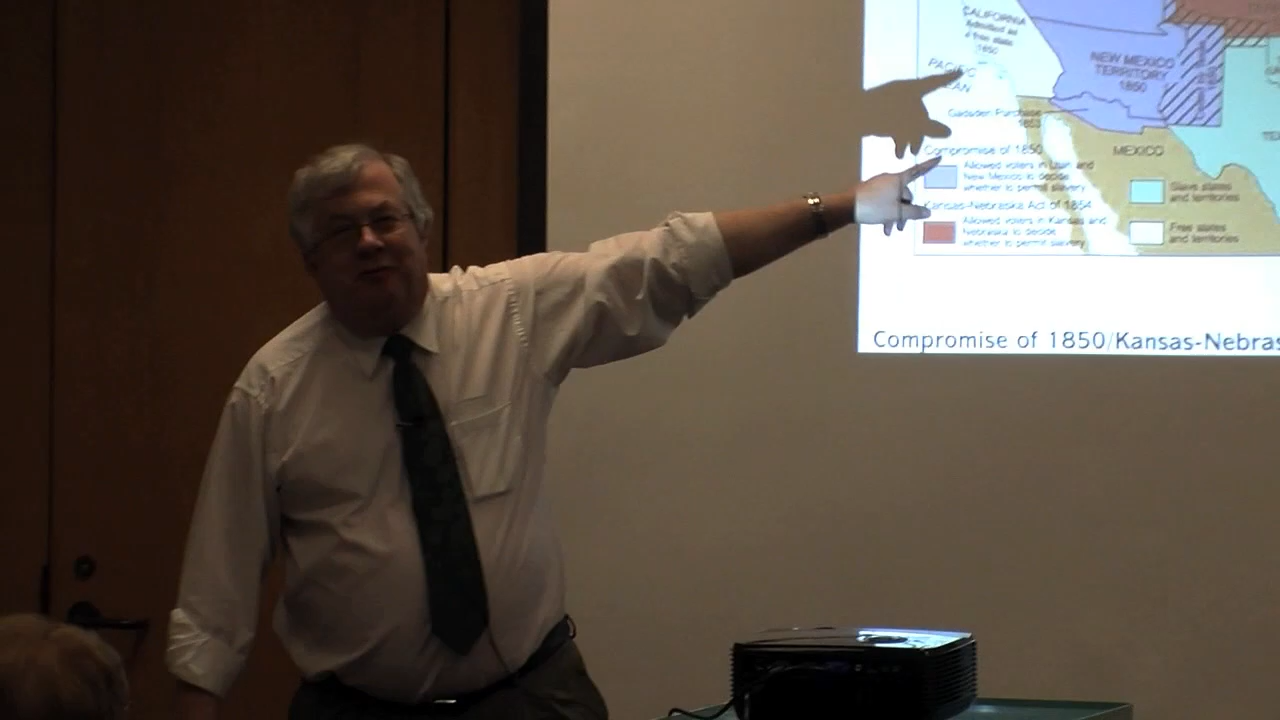 CALIFORNIA
Admitted as
a free state
1850
PACIFIC
NEW MEXICO
TERRITORY
1850
Gadsden Purchase
1853
MEXICO
Compromise of 1850
Allowed voters in Utah and
New Mexico to decide
whether to permit slavery
Kansas-Nebraska Act of 1854
Allowed voters in Kansas and
Nebraska to decide
whether to permit slavery
Slave states
and territories
Free states
and territories
Compromise of 1850/Kansas-Nebras